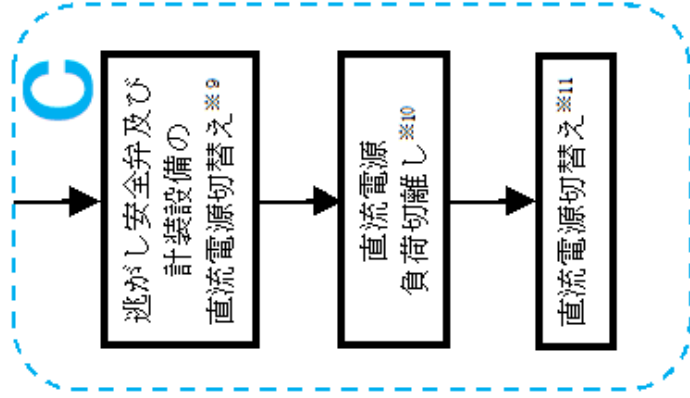 C
逃がし安全弁及び
計装設備の
直流電源切替え※9
直流電源
負荷切離し※10
直流電源切替え※11